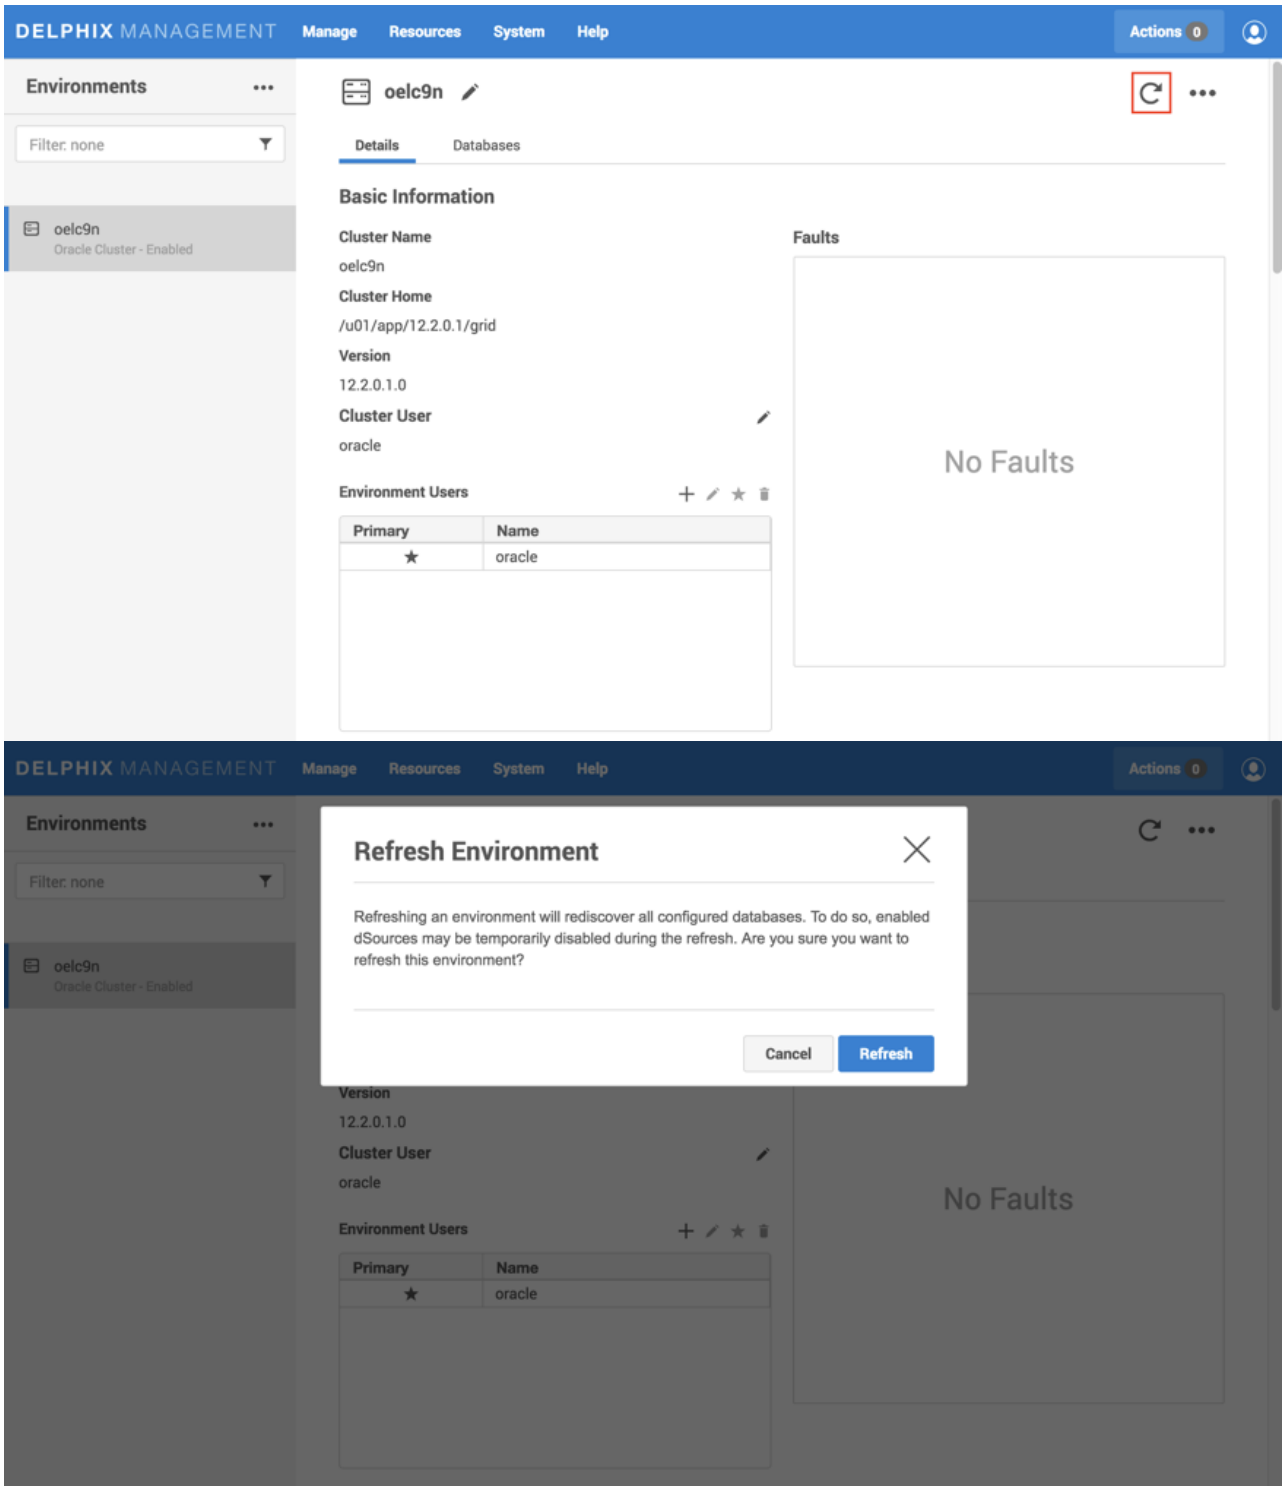 DELPHIX MANAGEMENT Manage Resources System Help Actions 0
Environments ••• oelc9n •••
Filter: none
Details Databases
Basic Information
oelc9n
Oracle Cluster - Enabled
Cluster Name
Faults
oelc9n
Cluster Home
/u01/app/12.2.0.1/grid
Version
12.2.0.1.0
Cluster User
oracle
No Faults
Environment Users
Primary Name
★ oracle
DELPHIX MANAGEMENT Manage Resources System Help Actions 0
Environments ••• •••
Filter: none
oelc9n
Oracle Cluster - Enabled
Refresh Environment
Refreshing an environment will rediscover all configured databases. To do so, enabled
dSources may be temporarily disabled during the refresh. Are you sure you want to
refresh this environment?
Cancel Refresh
Version
12.2.0.1.0
Cluster User
oracle
No Faults
Environment Users
Primary Name
★ oracle